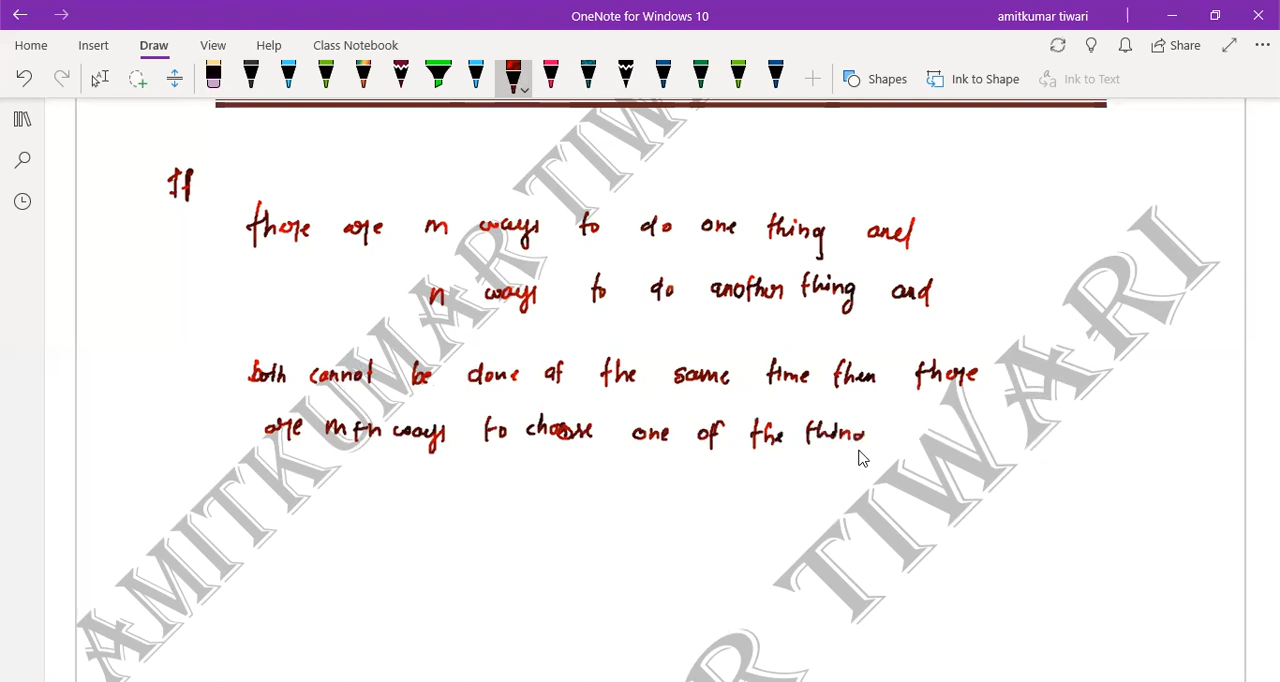 OneNote for Windows 10
amitkumar tiwari
Home Insert Draw View Help Class Notebook
Share
Shapes Ink to Shape Ink to Text
If
there are m ways to do one thing and
n ways to do another thing and
both cannot be done at the same time then there
are m+n ways to choose one of the thing
AMITKUMAR TIWARI
TIWARI
R TIWARI